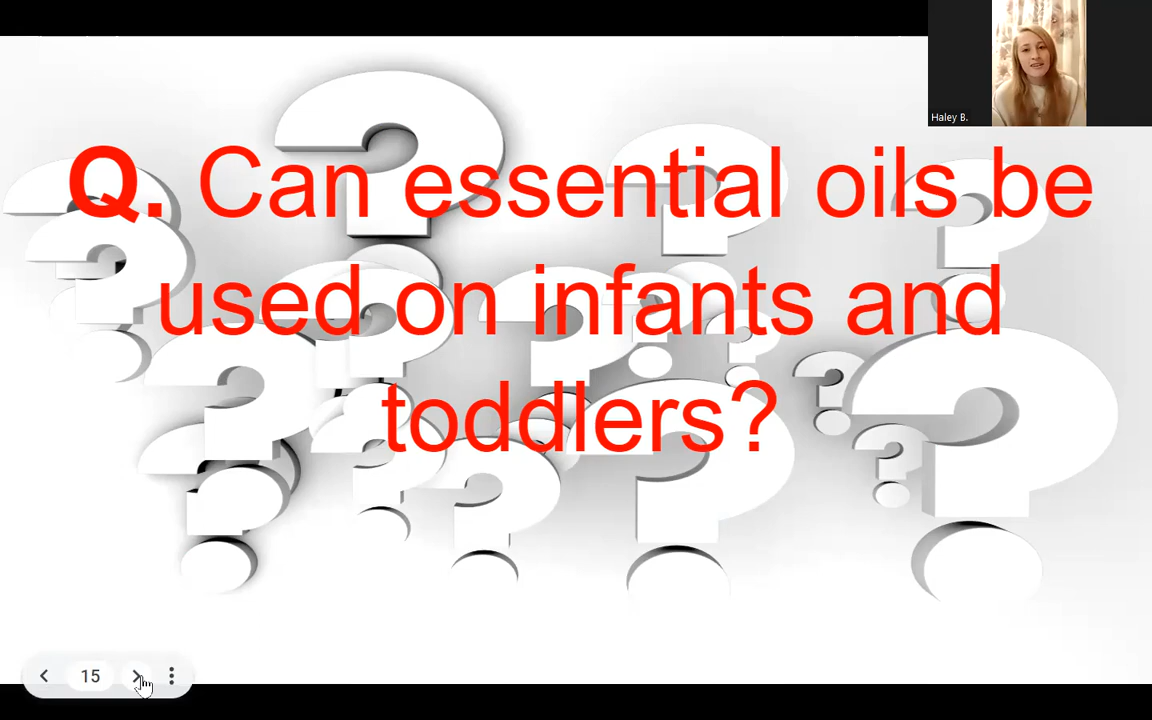 Haley B.
Q. Can essential oils be
used on infants and
toddlers?
15